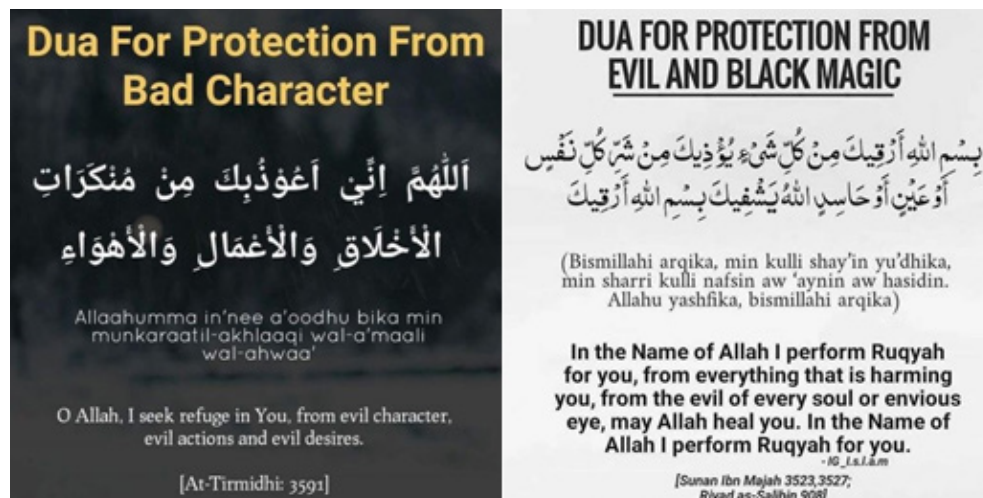 Dua For Protection From
Bad Character
اَللّٰهُمَّ اِنِّيْ اَعُوْذُبِكَ مِنْ مُنْكَرَاتِ
الْأَخْلَاقِ وَالْأَعْمَالِ وَالْأَهْوَاءِ
Allaahumma in'nee a'oodhu bika min
munkaraatil-akhlaaqi wal-a'maali
wal-ahwaa'
O Allah, I seek refuge in You, from evil character,
evil actions and evil desires.
[At-Tirmidhi: 3591]
DUA FOR PROTECTION FROM
EVIL AND BLACK MAGIC
بِسْمِ اللهِ أَرْقِيكَ مِنْ كُلِّ شَيْءٍ يُؤْذِيكَ مِنْ شَرِّ كُلِّ نَفْسٍ
أَوْ عَيْنٍ أَوْ حَاسِدٍ اللهُ يَشْفِيكَ بِسْمِ اللهِ أَرْقِيكَ
(Bismillahi arqika, min kulli shay'in yu'dhika,
min sharri kulli nafsin aw 'aynin aw hasidin.
Allahu yashfika, bismillahi arqika)
In the Name of Allah I perform Ruqyah
for you, from everything that is harming
you, from the evil of every soul or envious
eye, may Allah heal you. In the Name of
Allah I perform Ruqyah for you.
- IG_I.s.l.a.m
[Sunan Ibn Majah 3523,3527;
Riyad as-Salihin 908]